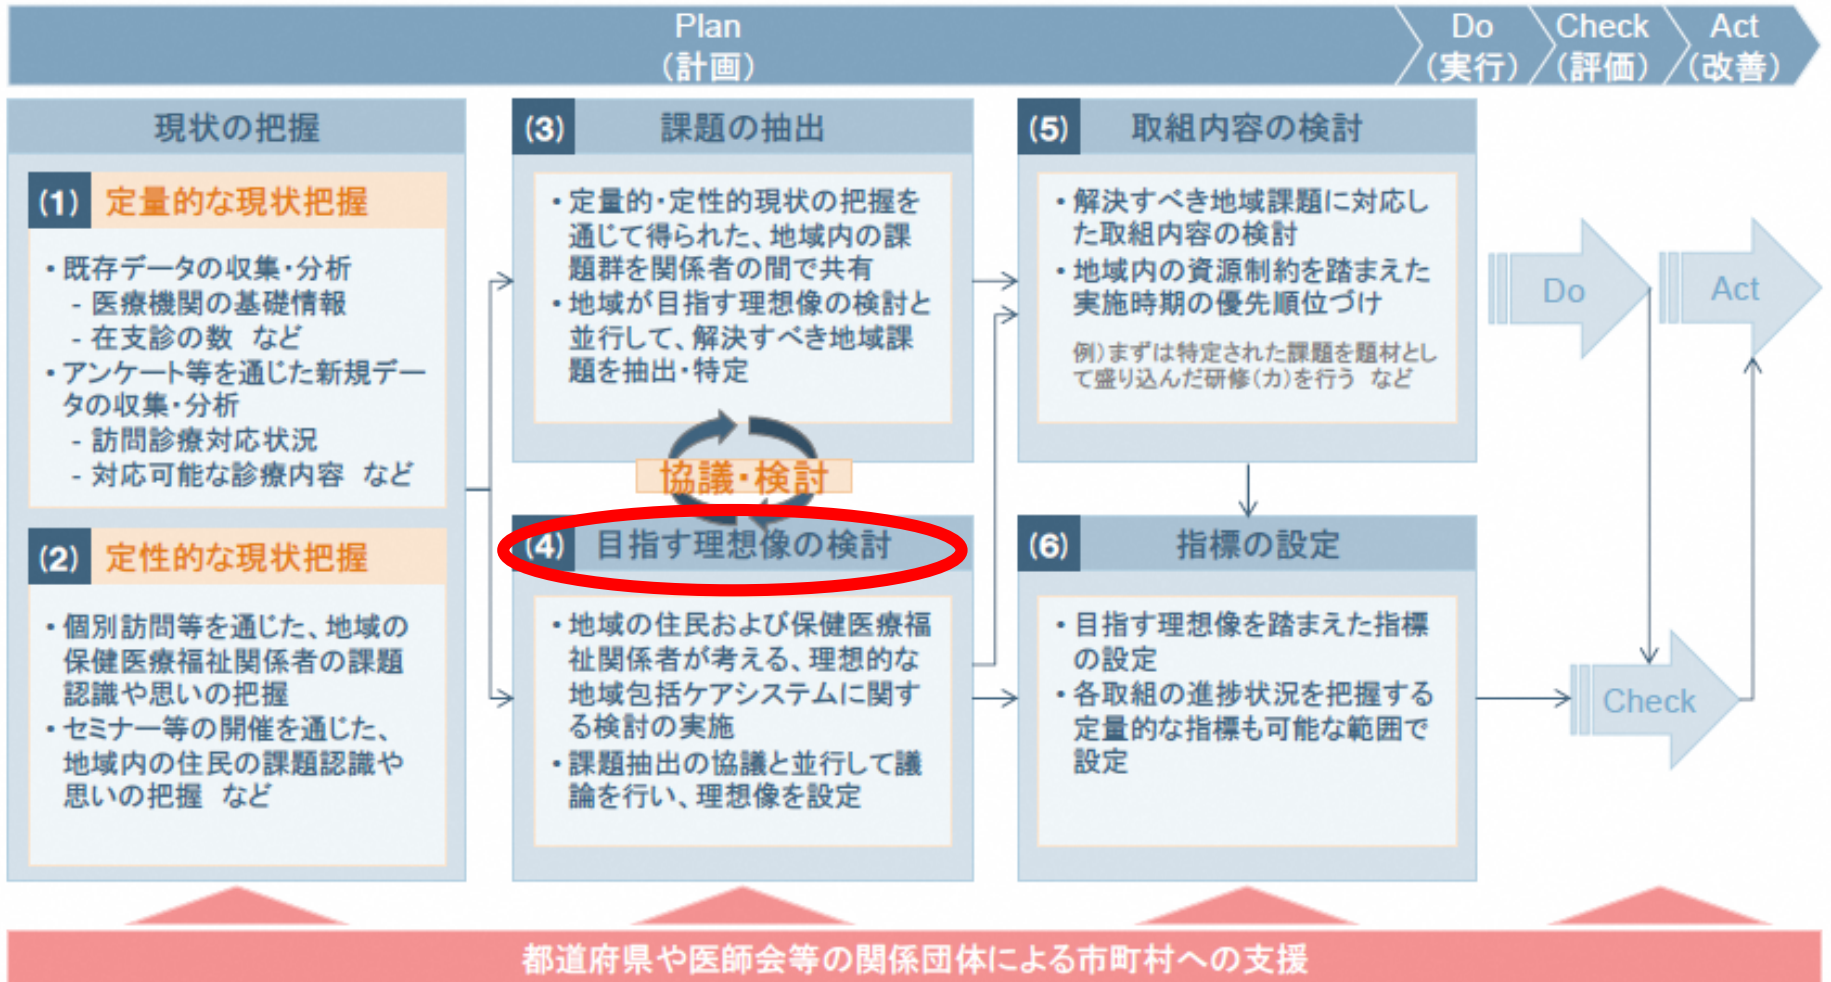 Plan
(計画)
Do
(実行)
Check
(評価)
Act
(改善)
現状の把握
(1) 定量的な現状把握
・既存データの収集・分析
- 医療機関の基礎情報
- 在支診の数 など
・アンケート等を通じた新規デー
タの収集・分析
- 訪問診療対応状況
- 対応可能な診療内容 など
(2) 定性的な現状把握
・個別訪問等を通じた、地域の
保健医療福祉関係者の課題
認識や思いの把握
・セミナー等の開催を通じた、
地域内の住民の課題認識や
思いの把握 など
(3) 課題の抽出
・定量的・定性的現状の把握を
通じて得られた、地域内の課
題群を関係者の間で共有
・地域が目指す理想像の検討と
並行して、解決すべき地域課
題を抽出・特定
協議・検討
(4) 目指す理想像の検討
・地域の住民および保健医療福
祉関係者が考える、理想的な
地域包括ケアシステムに関す
る検討の実施
・課題抽出の協議と並行して議
論を行い、理想像を設定
(5) 取組内容の検討
・解決すべき地域課題に対応し
た取組内容の検討
・地域内の資源制約を踏まえた
実施時期の優先順位づけ
例)まずは特定された課題を題材とし
て盛り込んだ研修(カ)を行う など
(6) 指標の設定
・目指す理想像を踏まえた指標
の設定
・各取組の進捗状況を把握する
定量的な指標も可能な範囲で
設定
Do
Act
Check
都道府県や医師会等の関係団体による市町村への支援